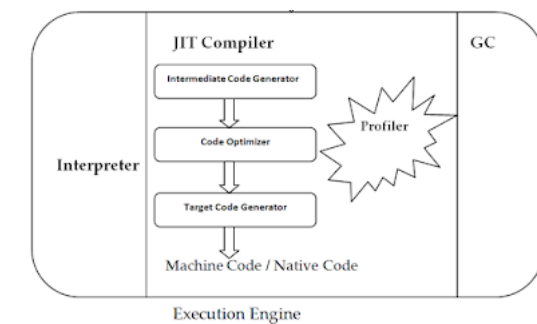 JIT Compiler
GC
Intermediate Code Generator
Profiler
Code Optimizer
Interpreter
Target Code Generator
Machine Code / Native Code
Execution Engine